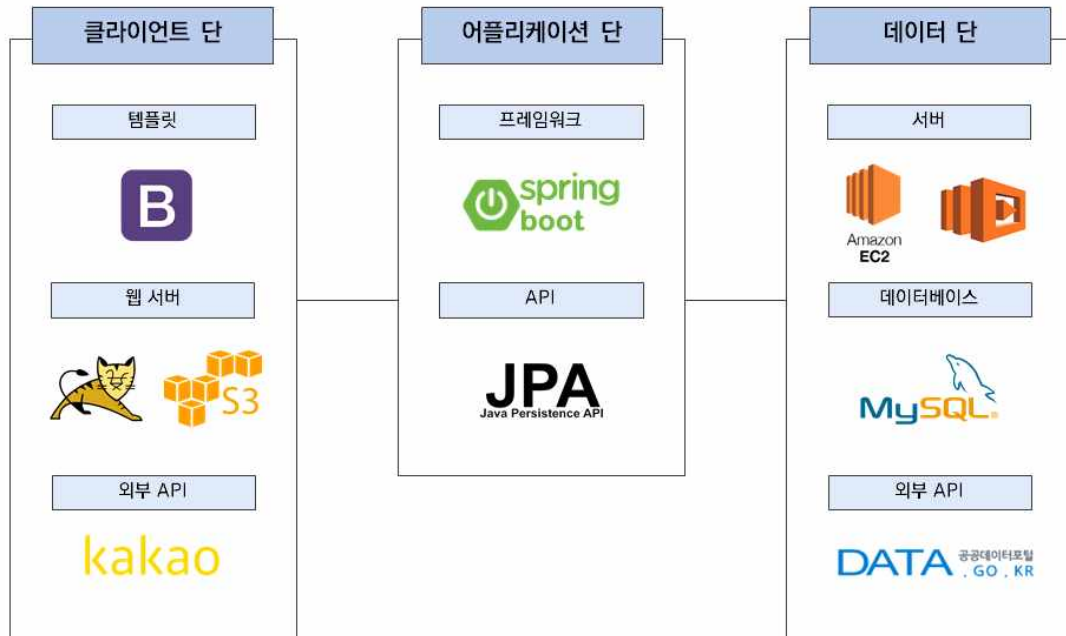 클라이언트 단
템플릿
B
웹 서버
S3
외부 API
kakao
어플리케이션 단
프레임워크
spring
boot
API
JPA
Java Persistence API
데이터 단
서버
Amazon
EC2
데이터베이스
MySQL®
외부 API
DATA 공공데이터포털
.GO.KR